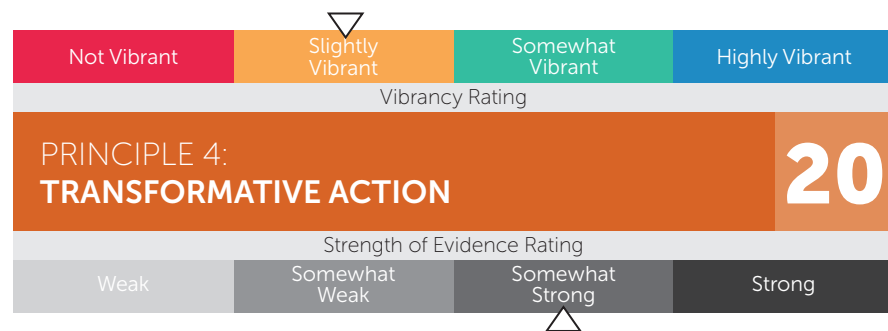 Not Vibrant
Slightly
Vibrant
Somewhat
Vibrant
Highly Vibrant
Vibrancy Rating
PRINCIPLE 4:
TRANSFORMATIVE ACTION
20
Strength of Evidence Rating
Weak
Somewhat
Weak
Somewhat
Strong
Strong